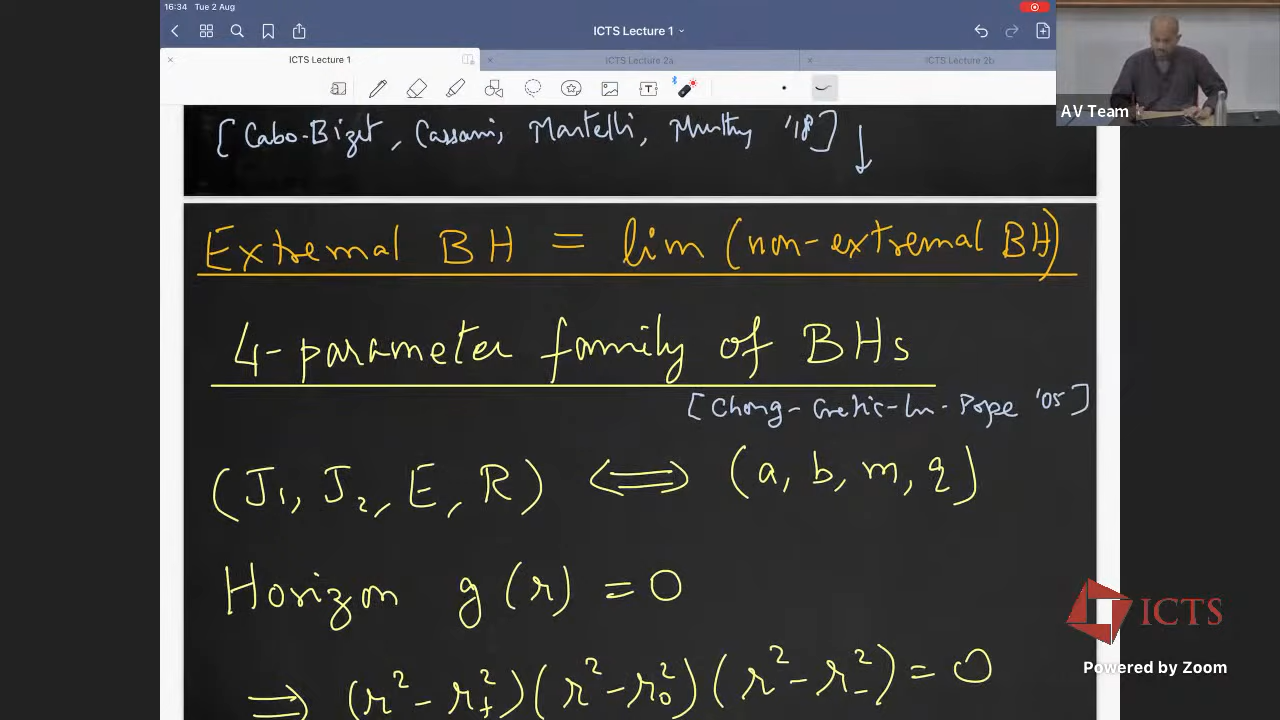 16:34 Tue 2 Aug
ICTS Lecture 1
ICTS Lecture 1
ICTS Lecture 2a
ICTS Lecture 2b
AV Team
[Cabo-Bizet, Cassani, Martelli, Murthy '18] ↓
Extremal BH = lim (non-extremal BH)
4-parameter family of BHs
[Chong-Cvetic-Lu-Pope '05]
(J₁, J₂, E, R) ⟺ (a, b, m, q)
Horizon g(r) = 0
⟹ (r² - r₊²)(r² - r₀²)(r² - r₋²) = 0
ICTS
Powered by Zoom